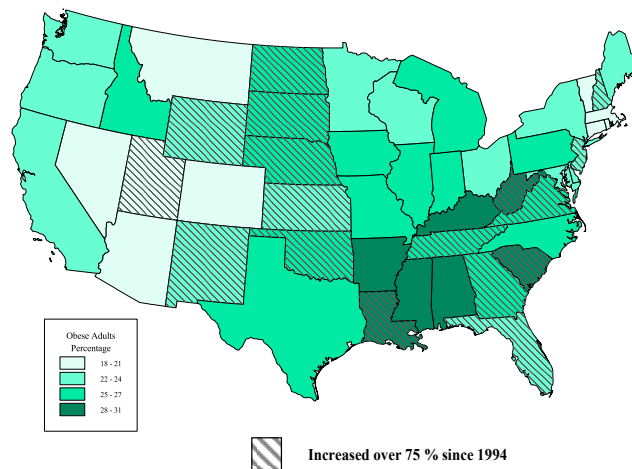 Obese Adults
Percentage
18 - 21
22 - 24
25 - 27
28 - 31
Increased over 75 % since 1994